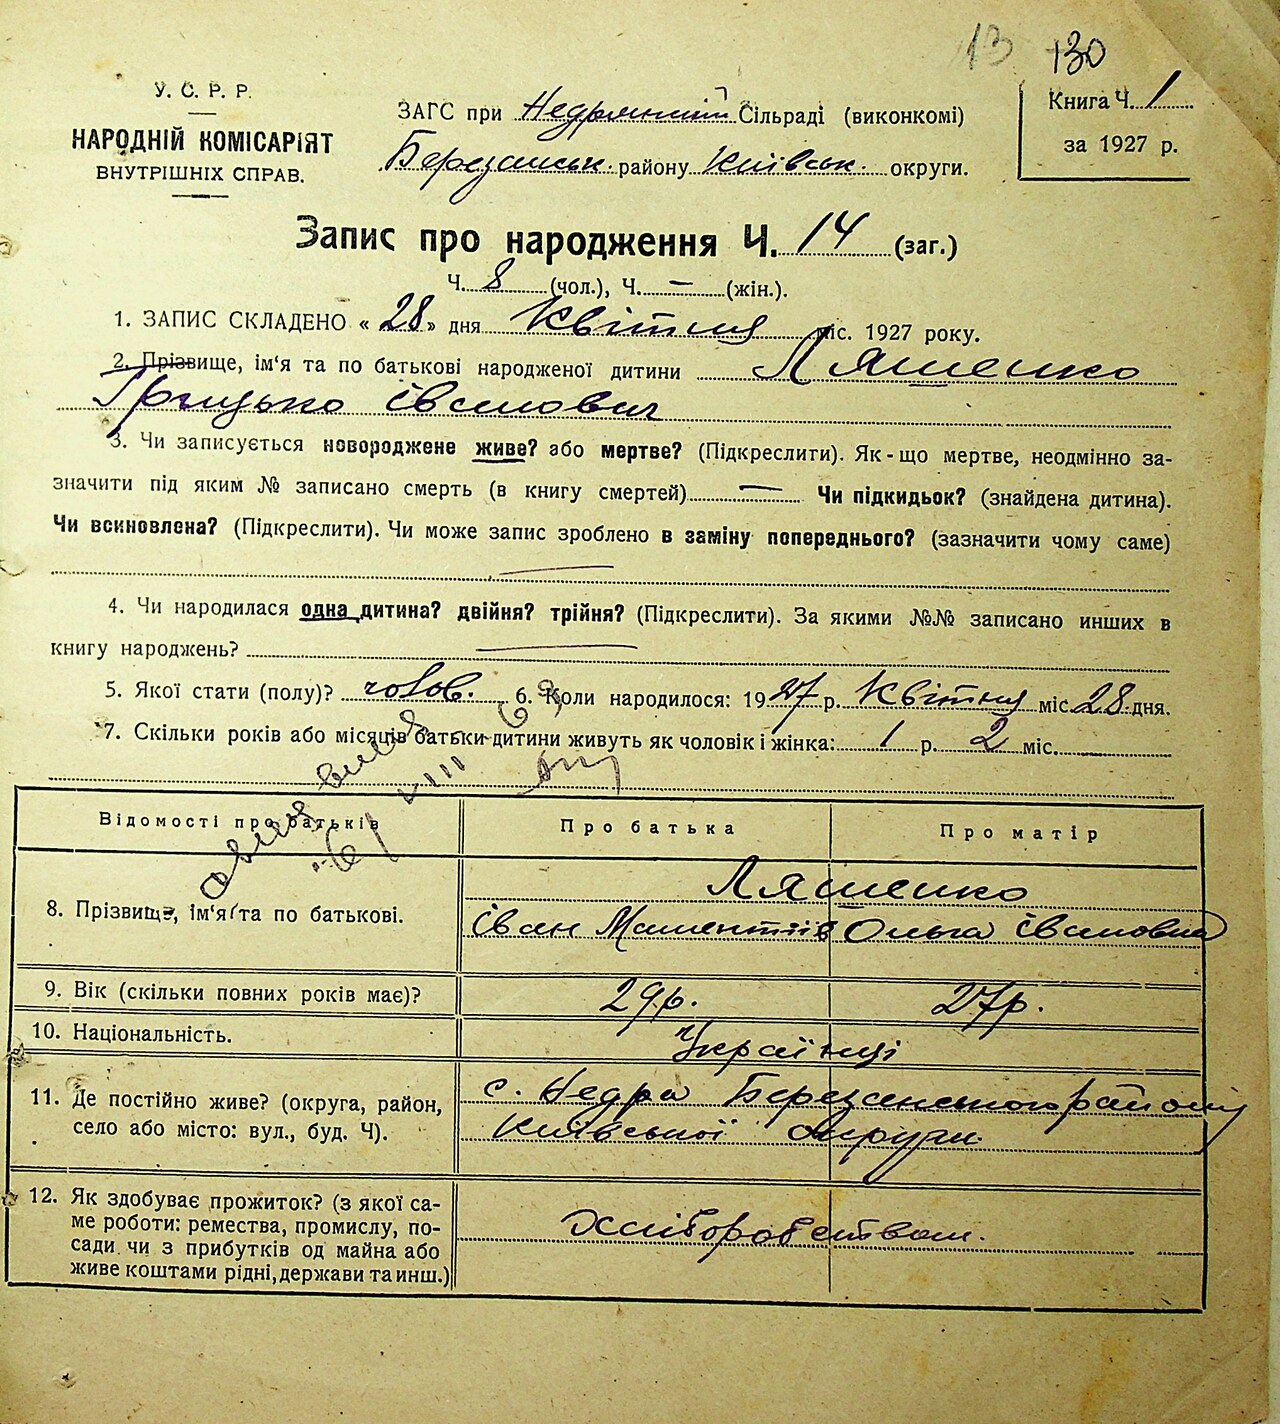 13 130
У. С. Р. Р.
НАРОДНІЙ КОМІСАРІЯТ
ВНУТРІШНІХ СПРАВ.
ЗАГС при Недрянській Сільраді (виконкомі)
Березанськ. району Київськ. округи.
Книга Ч. 1
за 1927 р.
Запис про народження Ч. 14 (заг.)
Ч. 8 (чол.), Ч. — (жін.).
1. ЗАПИС СКЛАДЕНО « 28 » дня Квітня міс. 1927 року.
2. Прізвище, ім‘я та по батькові народженої дитини Ляшенко
Грицько Іванович
3. Чи записується новороджене живе? або мертве? (Підкреслити). Як-що мертве, неодмінно за-
значити під яким № записано смерть (в книгу смертей) — Чи підкидьок? (знайдена дитина).
Чи всиновлена? (Підкреслити). Чи може запис зроблено в заміну попереднього? (зазначити чому саме)
—
4. Чи народилася одна дитина? двійня? трійня? (Підкреслити). За якими №№ записано инших в
книгу народжень? —
5. Якої стати (полу)? чолов. 6. Коли народилося: 1927 р. Квітня міс. 28 дня.
7. Скільки років або місяців батьки дитини живуть як чоловік і жінка: 1 р. 2 міс.
Відомості про батьків
Про батька
Про матір
8. Прізвище, ім‘я та по батькові.
Ляшенко
Іван Мамонтіїв Ольга Івановна
9. Вік (скільки повних років має)?
29р.
27р.
10. Національність.
Українці
11. Де постійно живе? (округа, район,
село або місто: вул., буд. Ч).
с. Недра Березанського району
Київської округи.
12. Як здобуває прожиток? (з якої са-
ме роботи: ремества, промислу, по-
сади чи з прибутків од майна або
живе коштами рідні, держави та инш.)
Хліборобством.